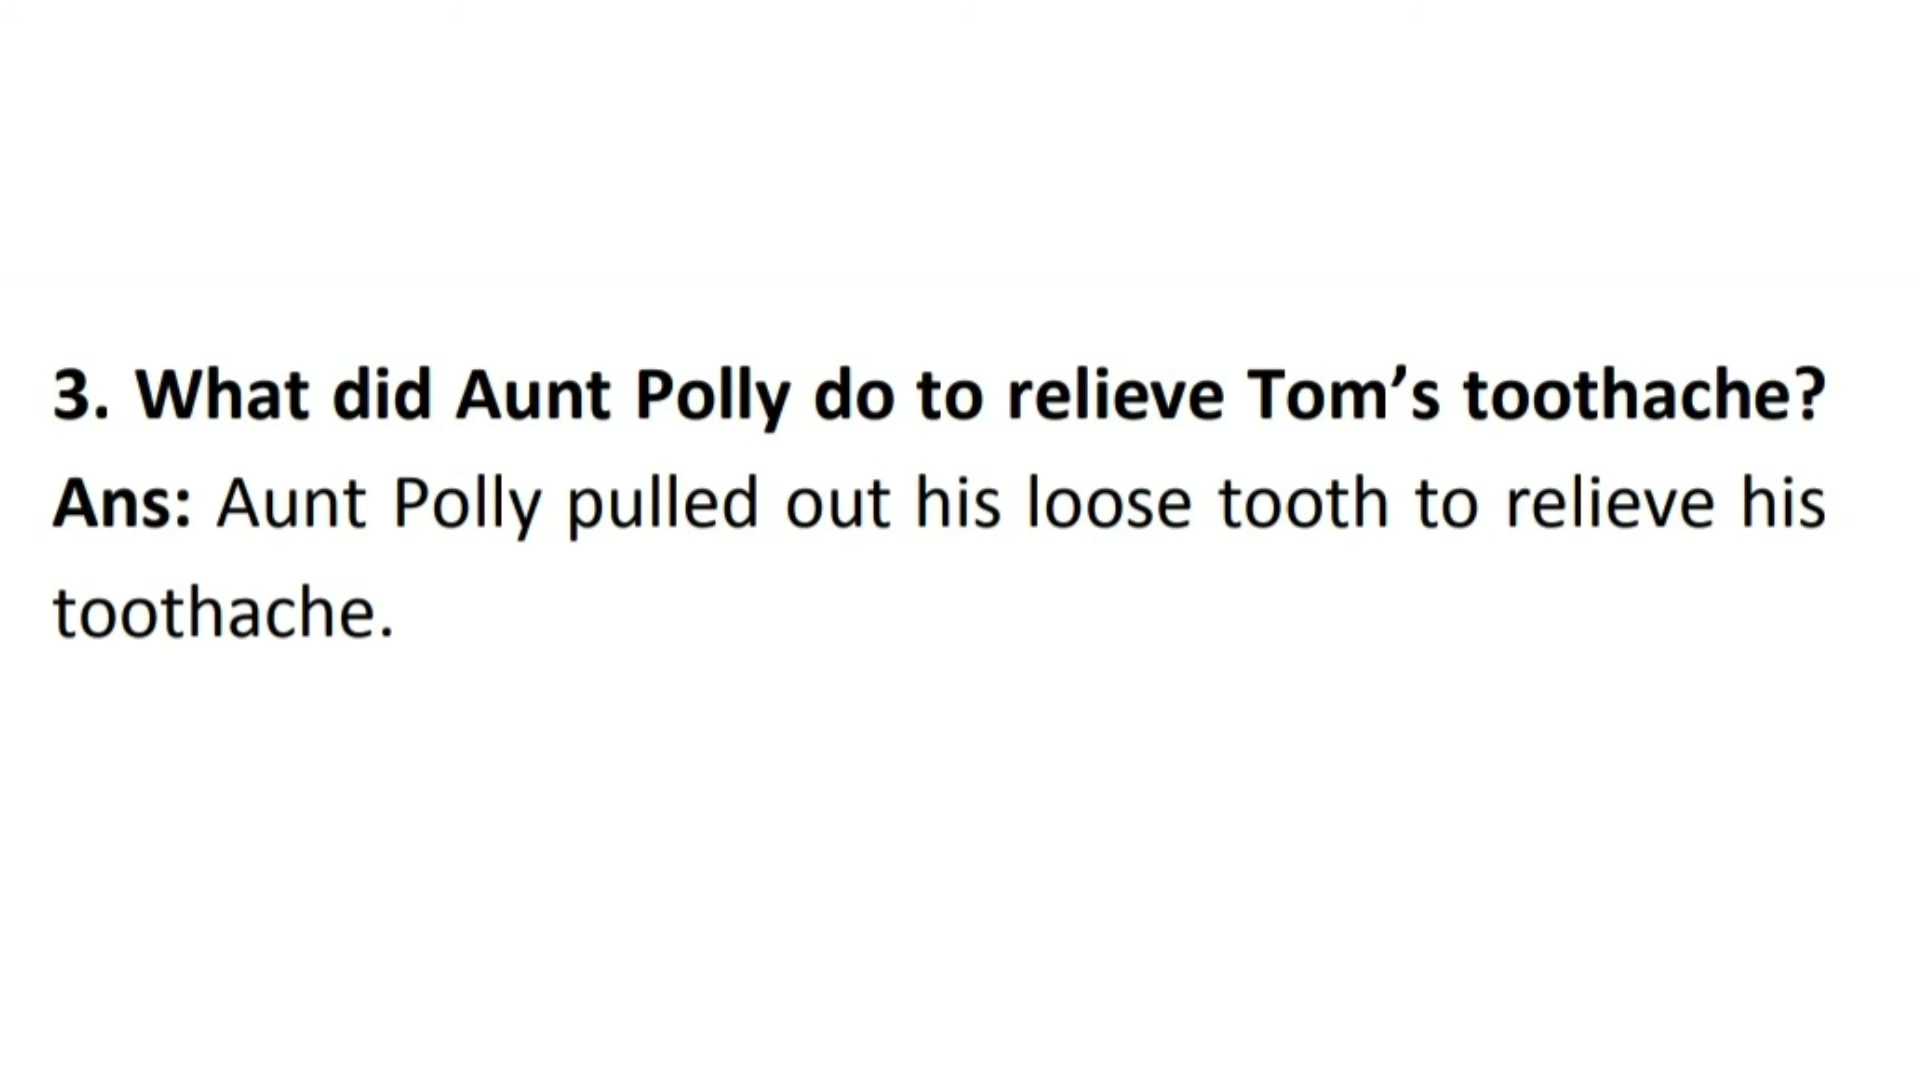 3. What did Aunt Polly do to relieve Tom’s toothache?
Ans: Aunt Polly pulled out his loose tooth to relieve his
toothache.